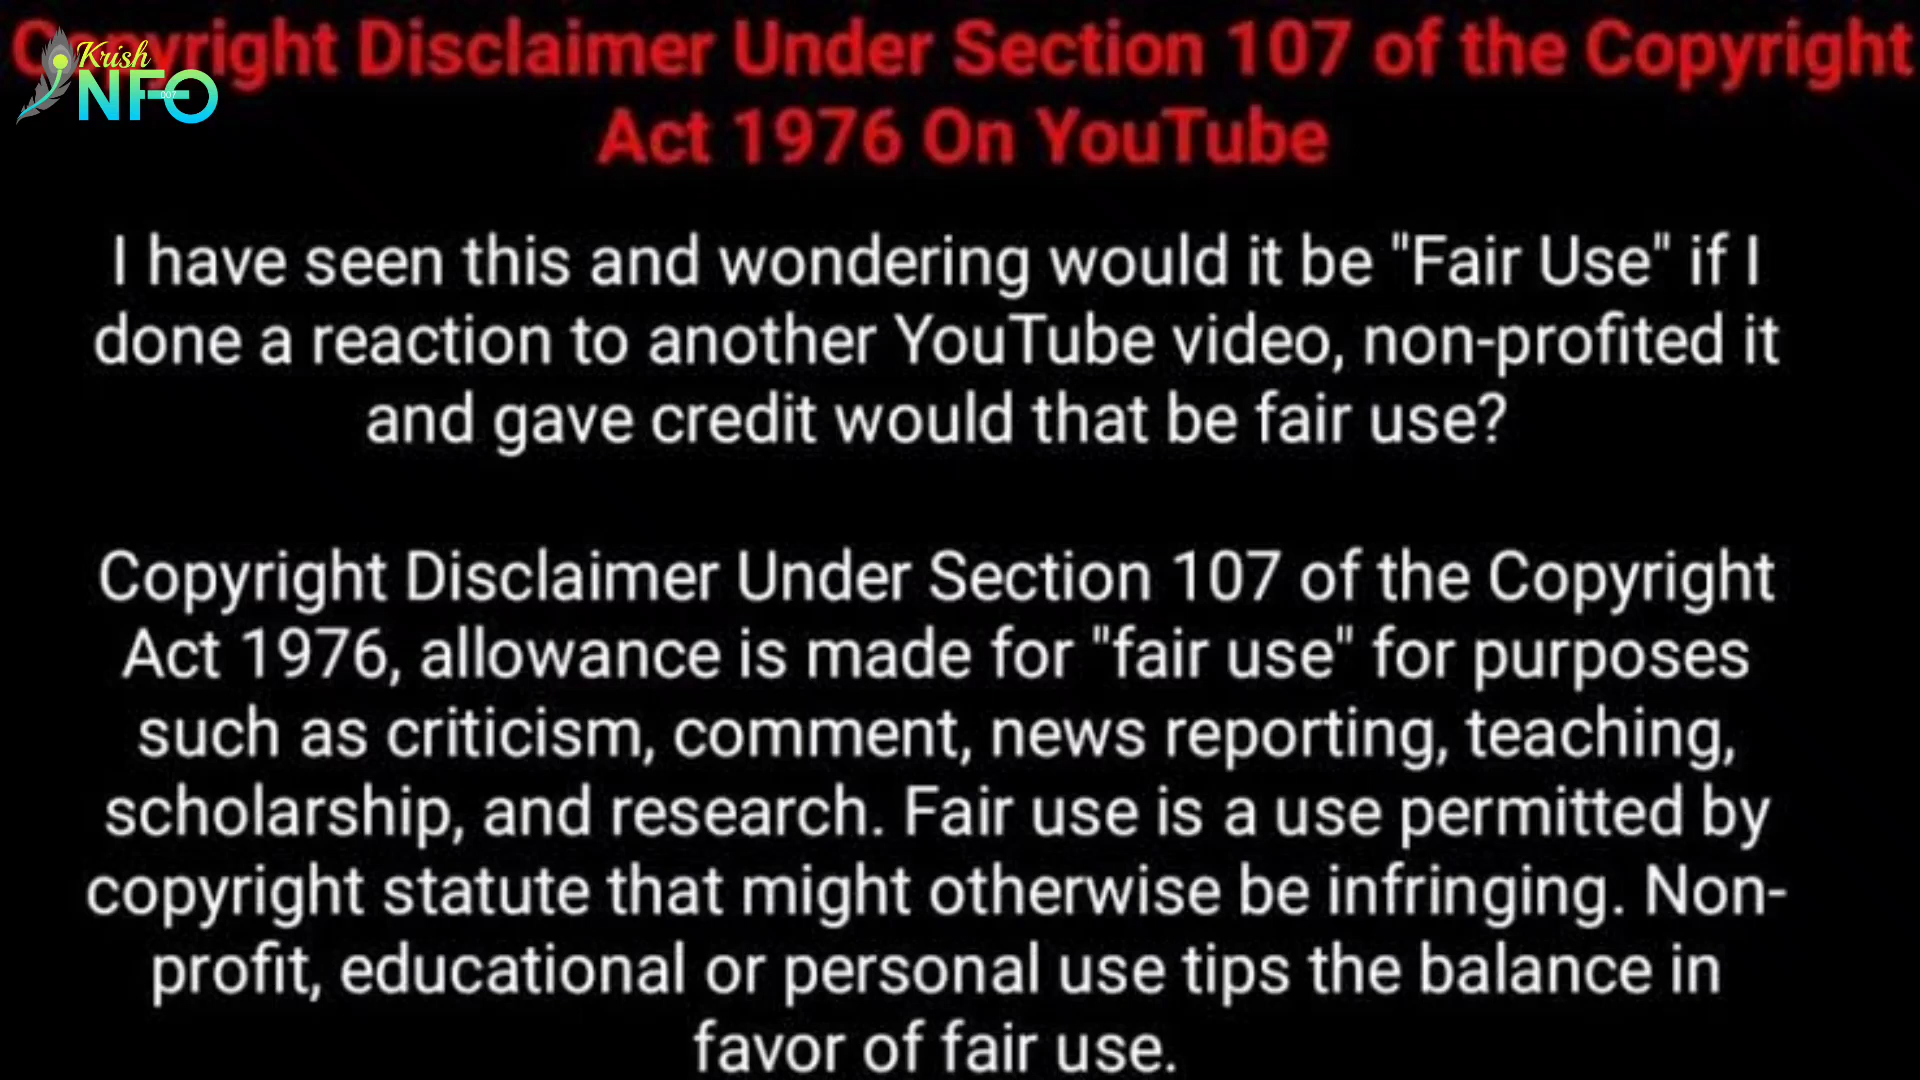 Copyright Disclaimer Under Section 107 of the Copyright
Act 1976 On YouTube
Krish
NFO
007
I have seen this and wondering would it be "Fair Use" if I
done a reaction to another YouTube video, non-profited it
and gave credit would that be fair use?
Copyright Disclaimer Under Section 107 of the Copyright
Act 1976, allowance is made for "fair use" for purposes
such as criticism, comment, news reporting, teaching,
scholarship, and research. Fair use is a use permitted by
copyright statute that might otherwise be infringing. Non-
profit, educational or personal use tips the balance in
favor of fair use.